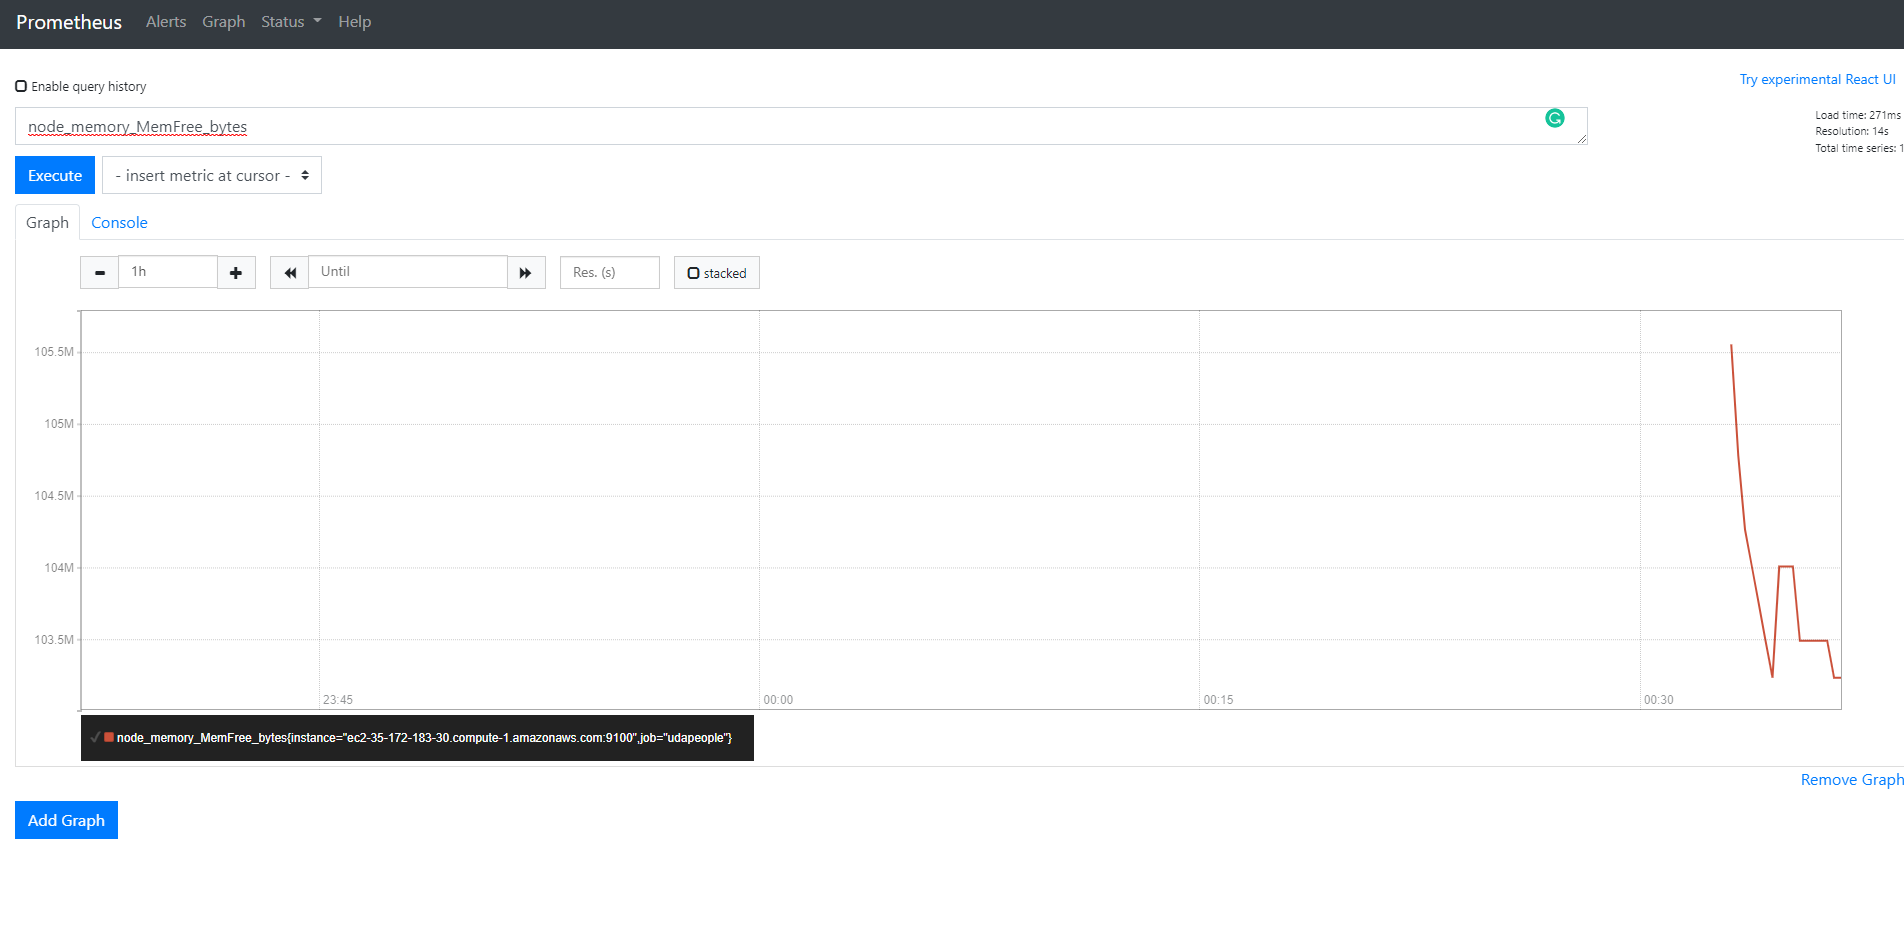 Prometheus Alerts Graph Status Help
Enable query history
Try experimental React UI
node_memory_MemFree_bytes
Load time: 271ms
Resolution: 14s
Total time series: 1
Execute
- insert metric at cursor -
Graph Console
1h Until Res. (s) stacked
105.5M
105M
104.5M
104M
103.5M
23:45 00:00 00:15 00:30
✓ node_memory_MemFree_bytes{instance="ec2-35-172-183-30.compute-1.amazonaws.com:9100",job="udapeople"}
Remove Graph
Add Graph